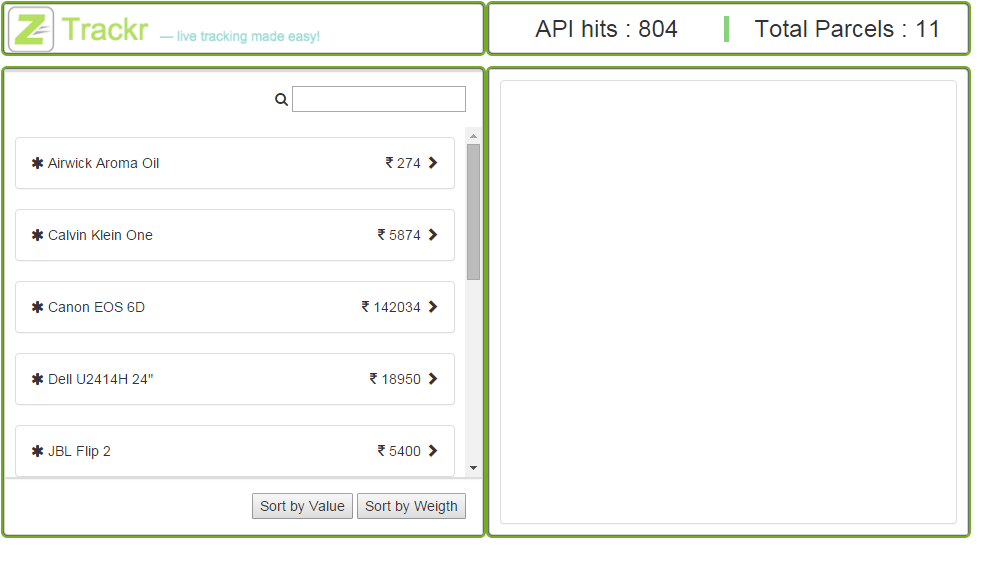 Z Trackr — live tracking made easy!
API hits : 804 Total Parcels : 11
Airwick Aroma Oil ₹ 274
Calvin Klein One ₹ 5874
Canon EOS 6D ₹ 142034
Dell U2414H 24" ₹ 18950
JBL Flip 2 ₹ 5400
Sort by Value Sort by Weigth